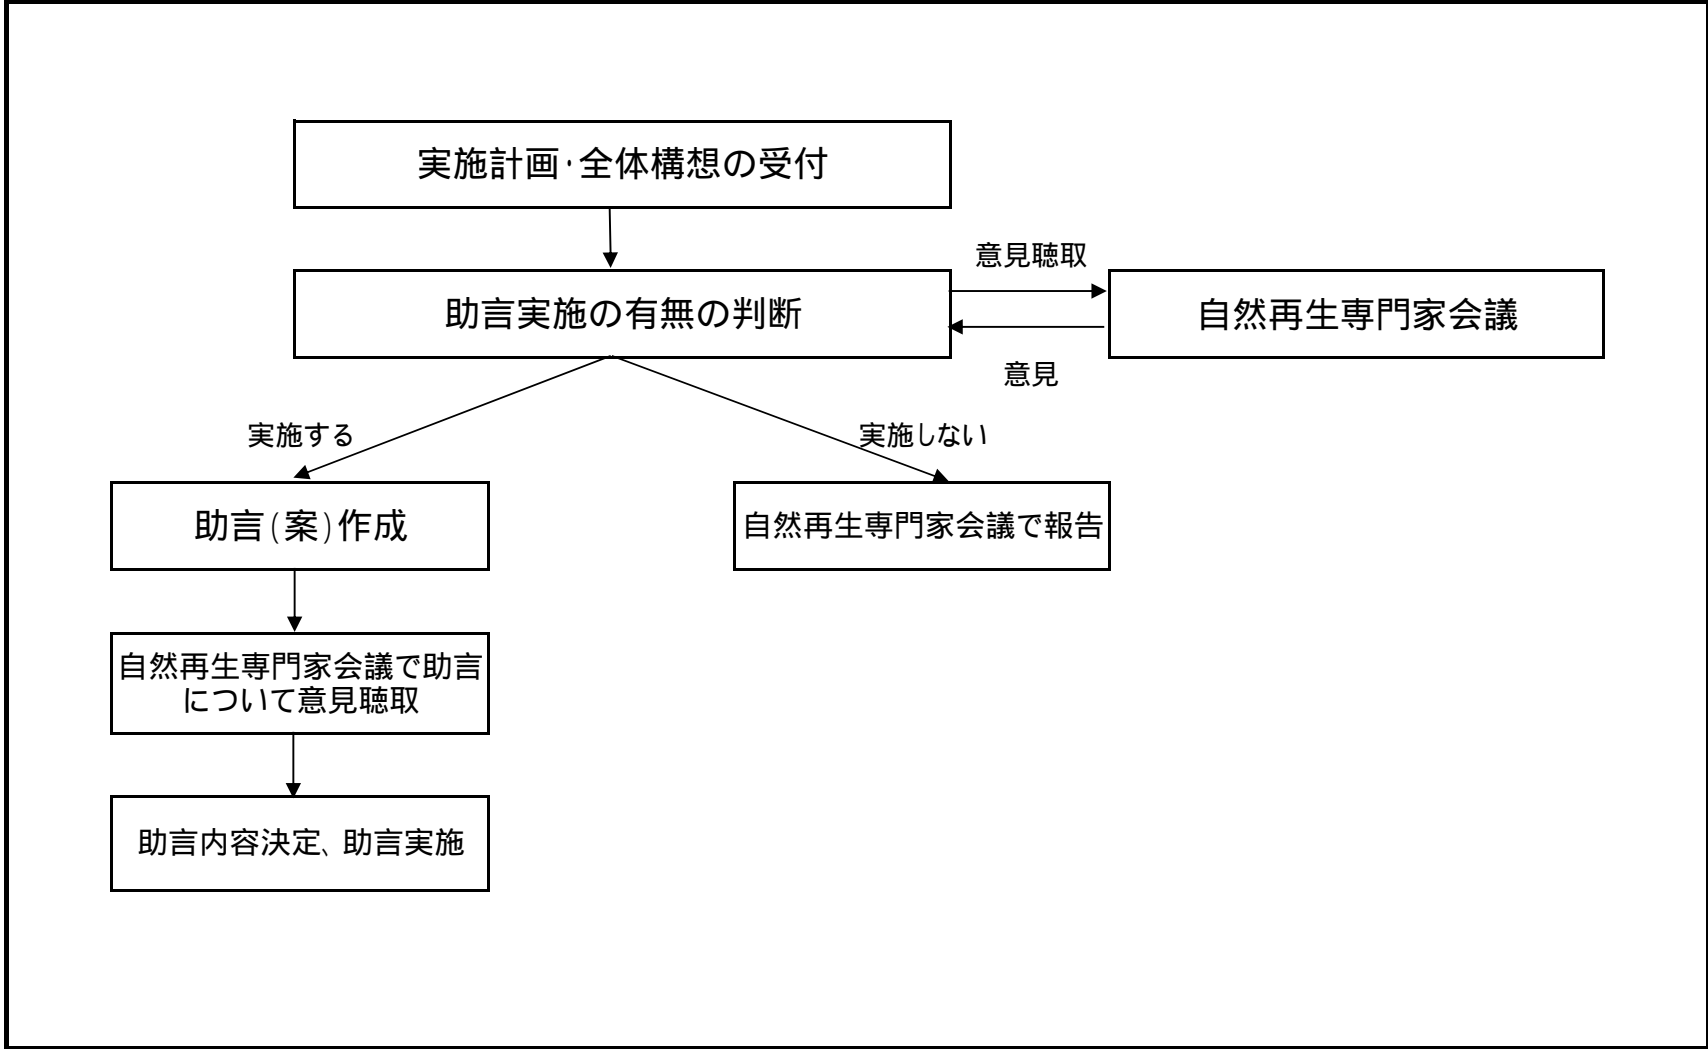 実施計画・全体構想の受付
意見聴取
助言実施の有無の判断
自然再生専門家会議
意見
実施する
実施しない
助言(案)作成
自然再生専門家会議で報告
自然再生専門家会議で助言
について意見聴取
助言内容決定、助言実施